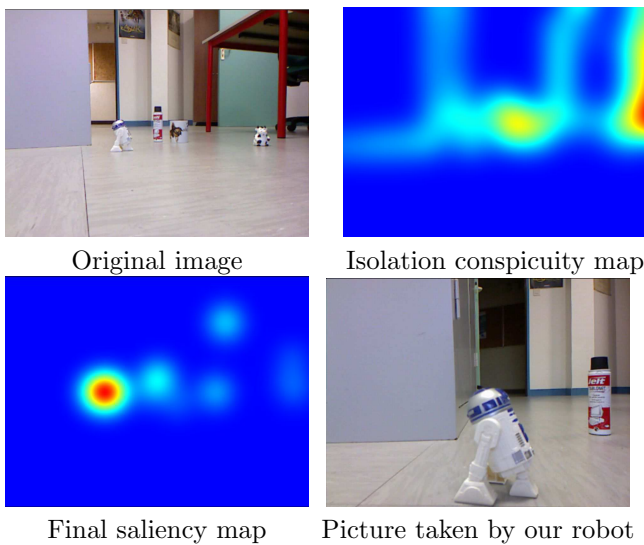 Original image
Isolation conspicuity map
Final saliency map
Picture taken by our robot